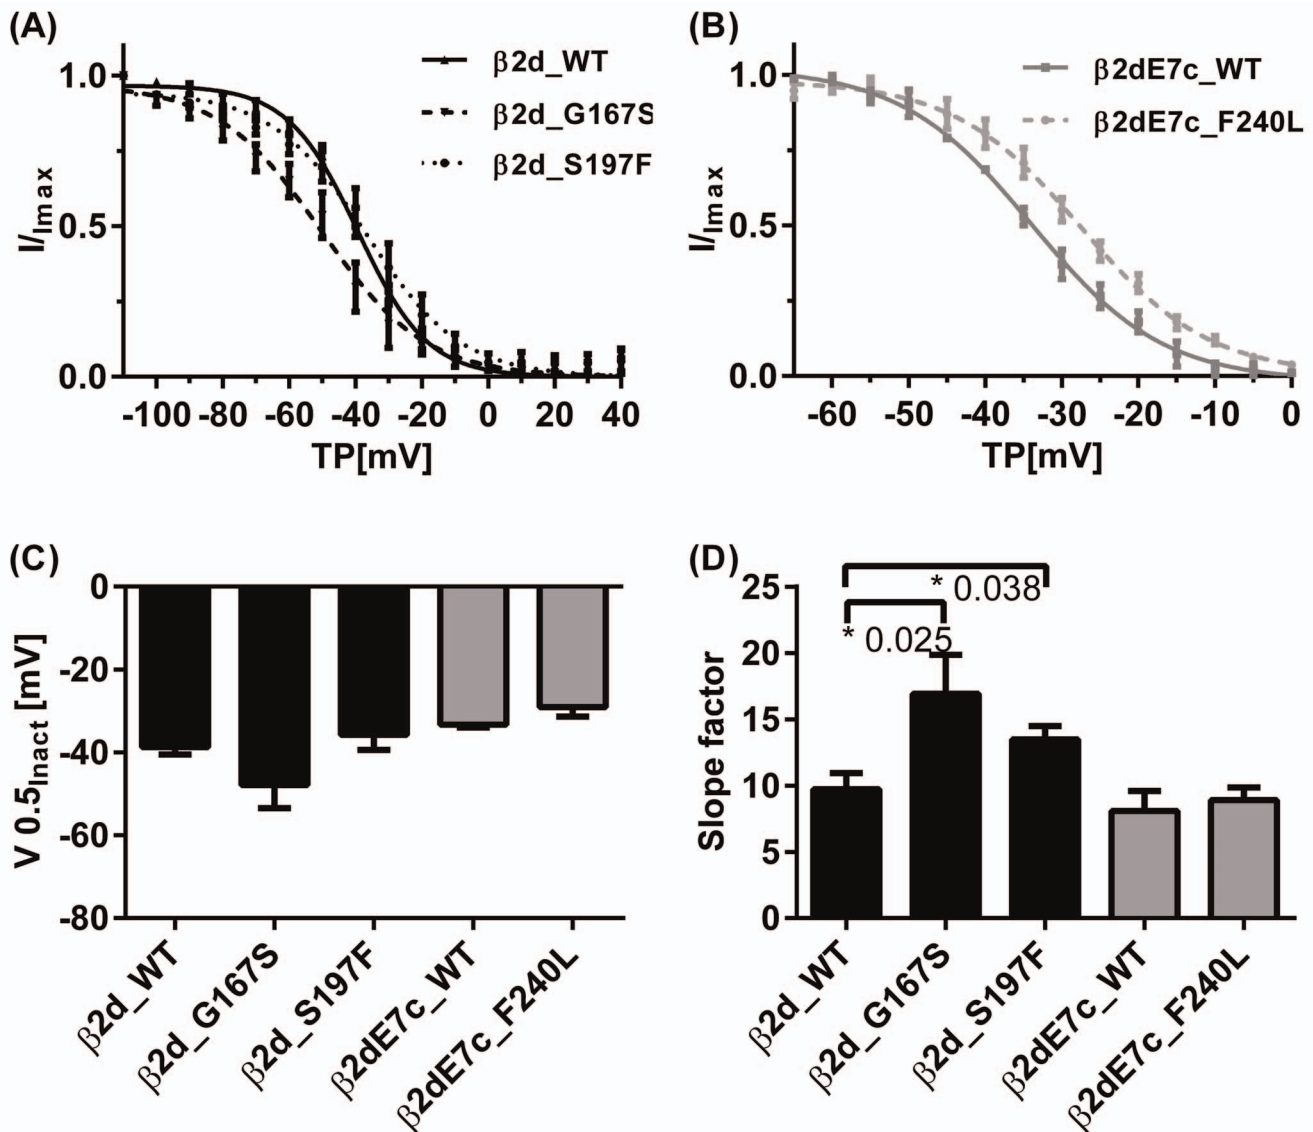 (A)
β2d_WT
β2d_G167S
β2d_S197F
1.0
0.5
0.0
I/Imax
-100 -80 -60 -40 -20 0 20 40
TP[mV]
(B)
β2dE7c_WT
β2dE7c_F240L
1.0
0.5
0.0
I/Imax
-60 -50 -40 -30 -20 -10 0
TP[mV]
(C)
0
-20
-40
-60
-80
V 0.5Inact [mV]
β2d_WT
β2d_G167S
β2d_S197F
β2dE7c_WT
β2dE7c_F240L
(D)
* 0.038
* 0.025
25
20
15
10
5
0
Slope factor
β2d_WT
β2d_G167S
β2d_S197F
β2dE7c_WT
β2dE7c_F240L